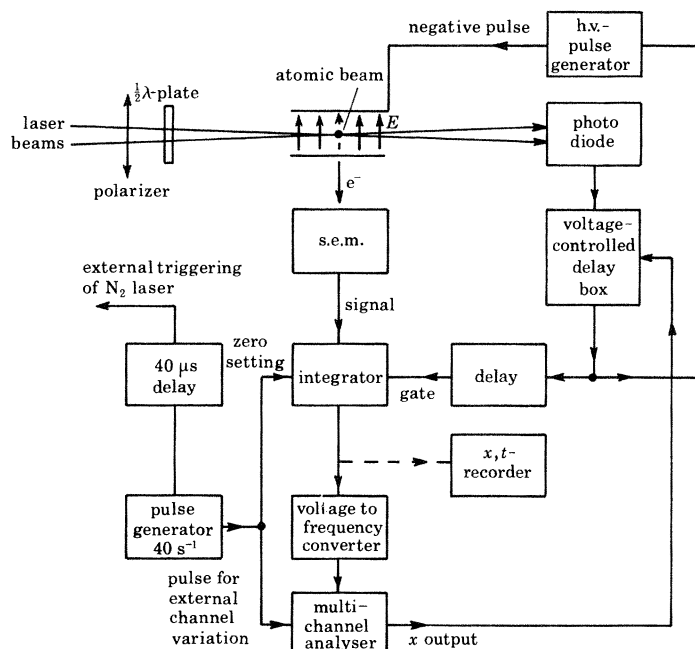 negative pulse
h.v.-
pulse
generator
½λ-plate
atomic beam
laser
beams
E
photo
diode
polarizer
e⁻
s.e.m.
voltage-
controlled
delay
box
external triggering
of N₂ laser
signal
zero
setting
40 μs
delay
integrator
gate
delay
x, t-
recorder
pulse
generator
40 s⁻¹
voltage to
frequency
converter
pulse for
external
channel
variation
multi-
channel
analyser
x output